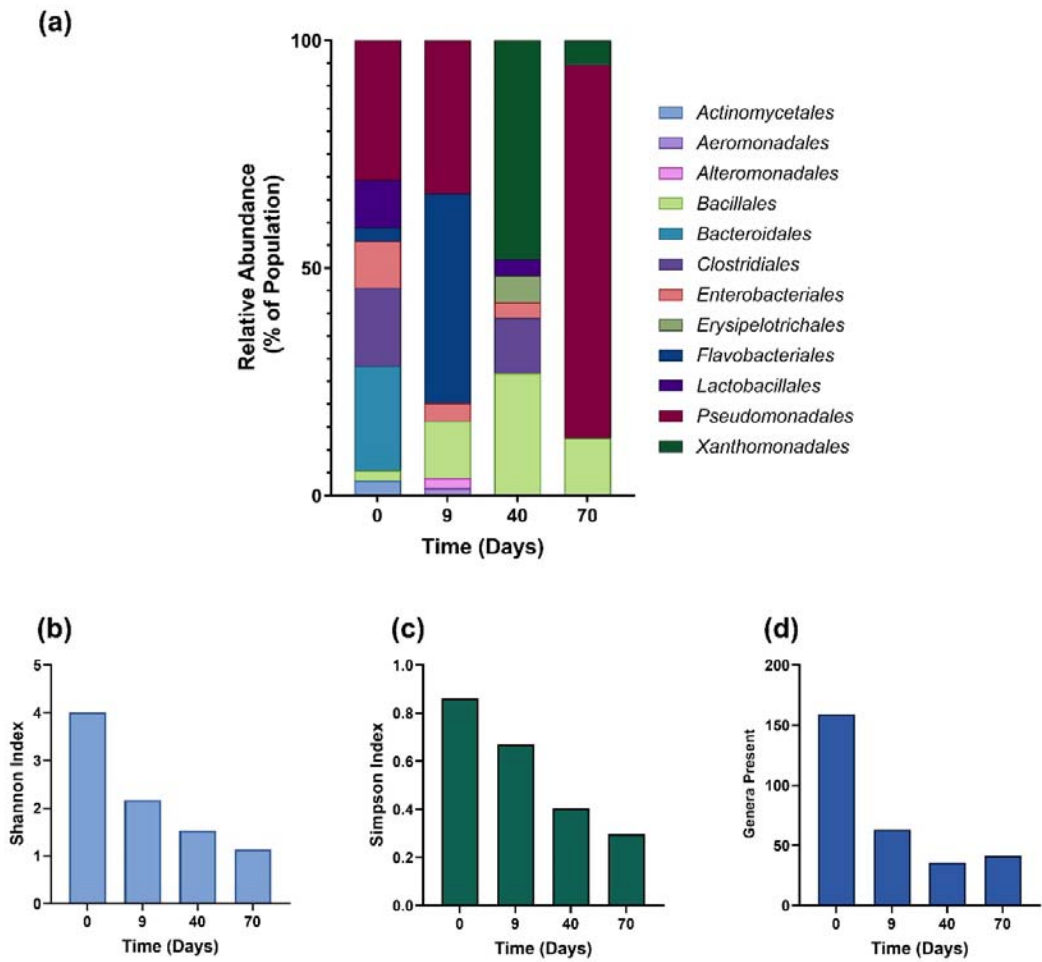 (a)
Relative Abundance
(% of Population)
100
50
0
0 9 40 70
Time (Days)
Actinomycetales
Aeromonadales
Alteromonadales
Bacillales
Bacteroidales
Clostridiales
Enterobacteriales
Erysipelotrichales
Flavobacteriales
Lactobacillales
Pseudomonadales
Xanthomonadales
(b)
Shannon Index
5
4
3
2
1
0
0 9 40 70
Time (Days)
(c)
Simpson Index
1.0
0.8
0.6
0.4
0.2
0.0
0 9 40 70
Time (Days)
(d)
Genera Present
200
150
100
50
0
0 9 40 70
Time (Days)